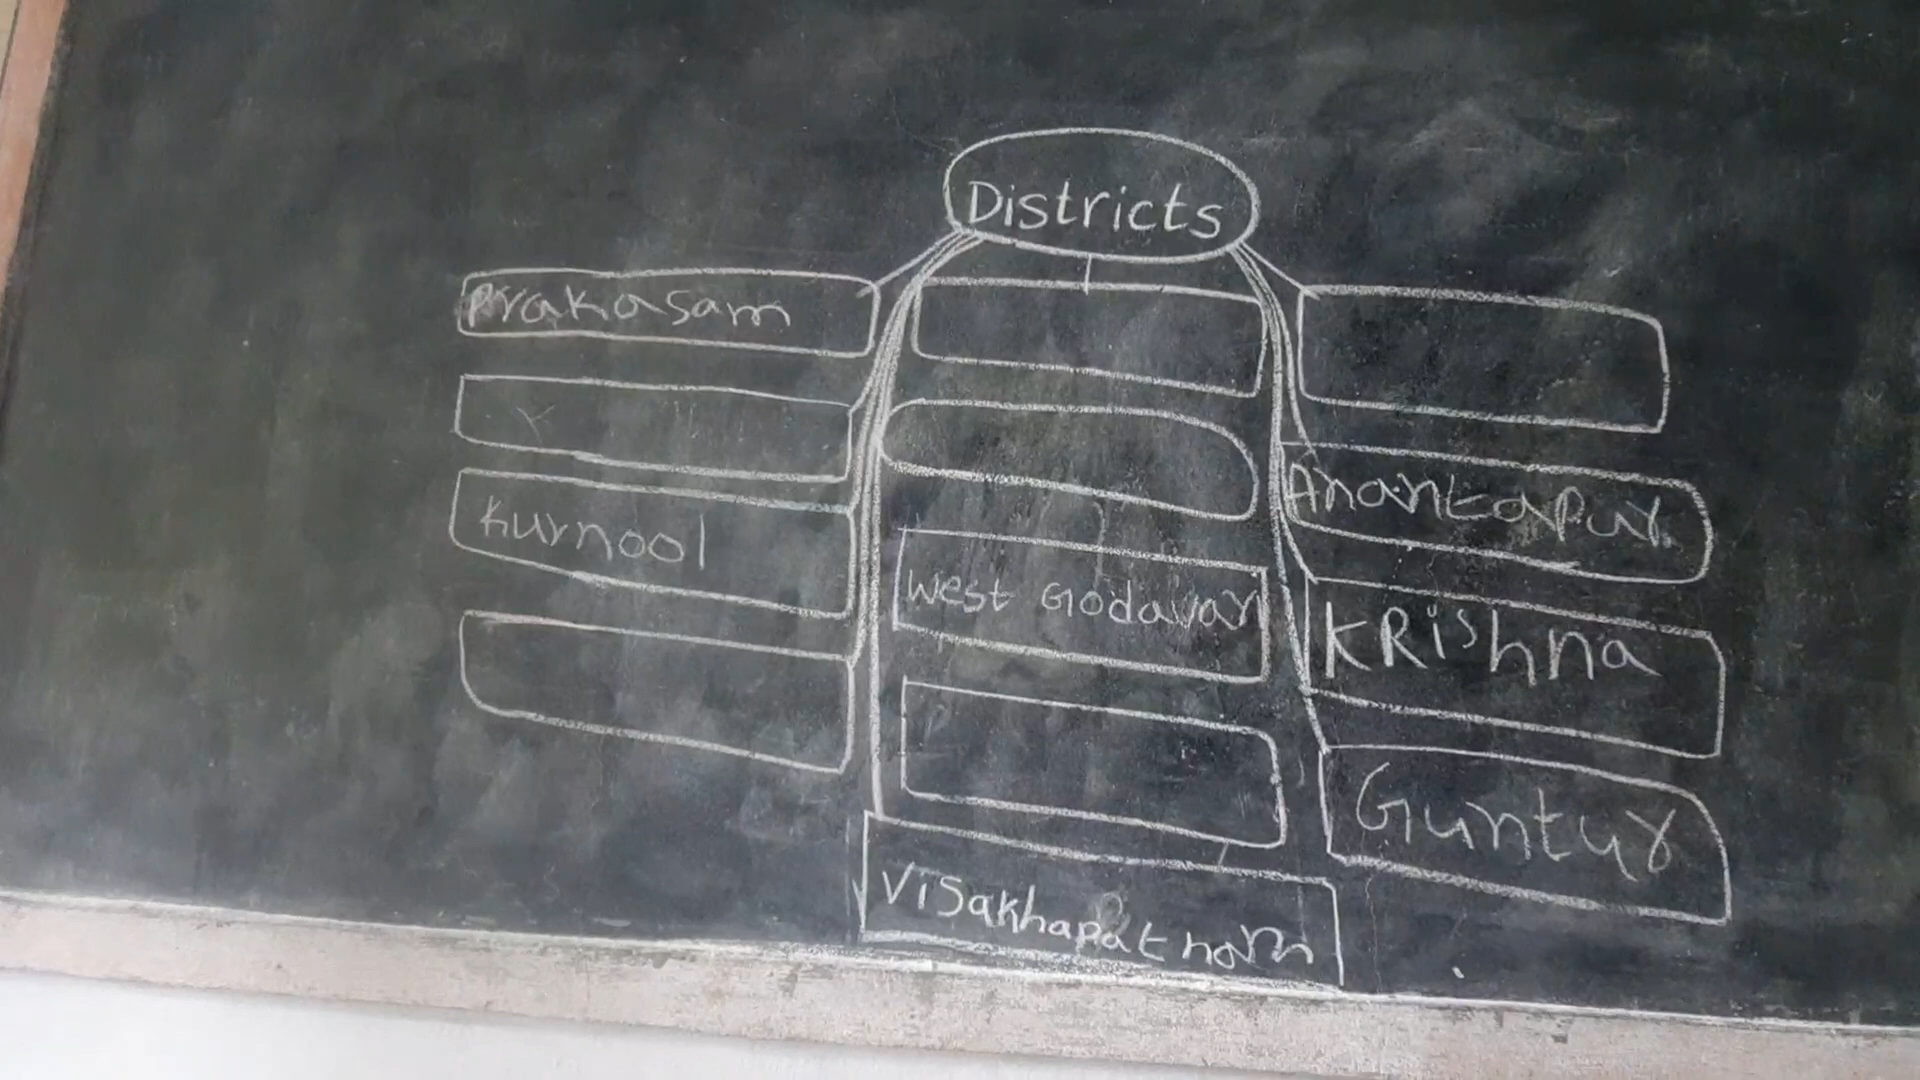 Districts
Prakasam
Y
Kurnool
West Godavari
Visakhapatnam
Anantapur
KRishna
Guntur